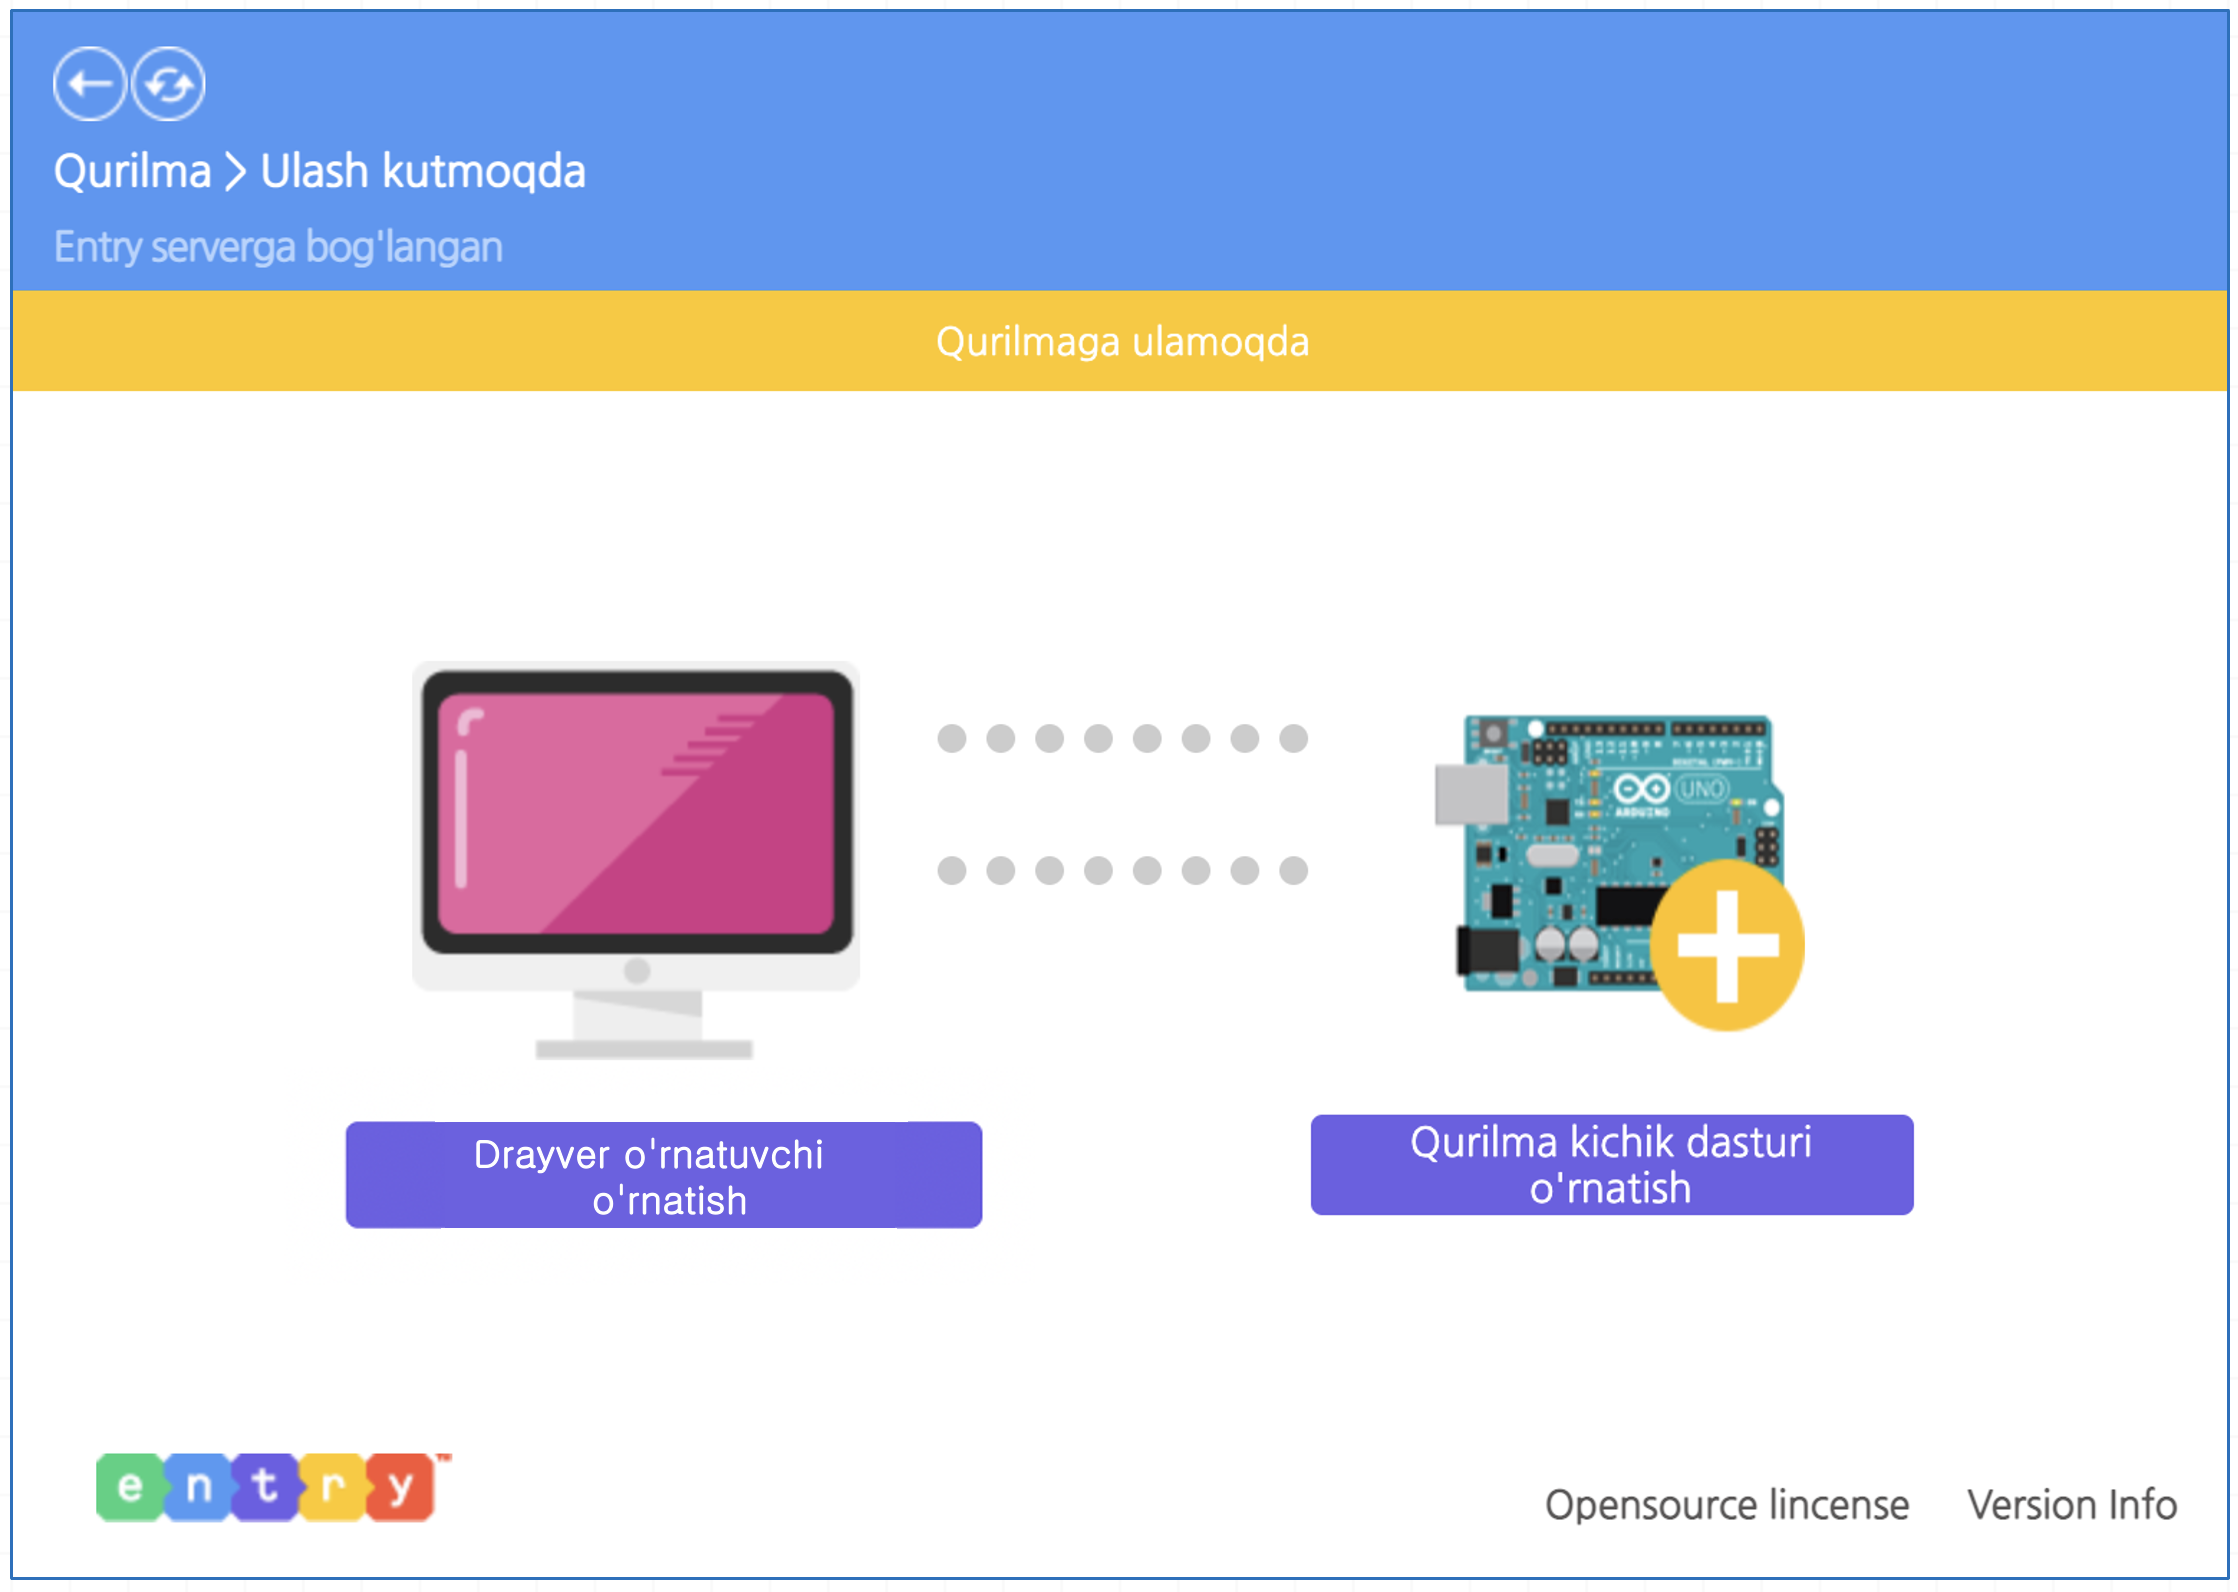 Qurilma > Ulash kutmoqda
Entry serverga bog'langan
Qurilmaga ulamoqda
UNO
ARDUINO
Drayver o'rnatuvchi
o'rnatish
Qurilma kichik dasturi
o'rnatish
entry™
Opensource lincense
Version Info